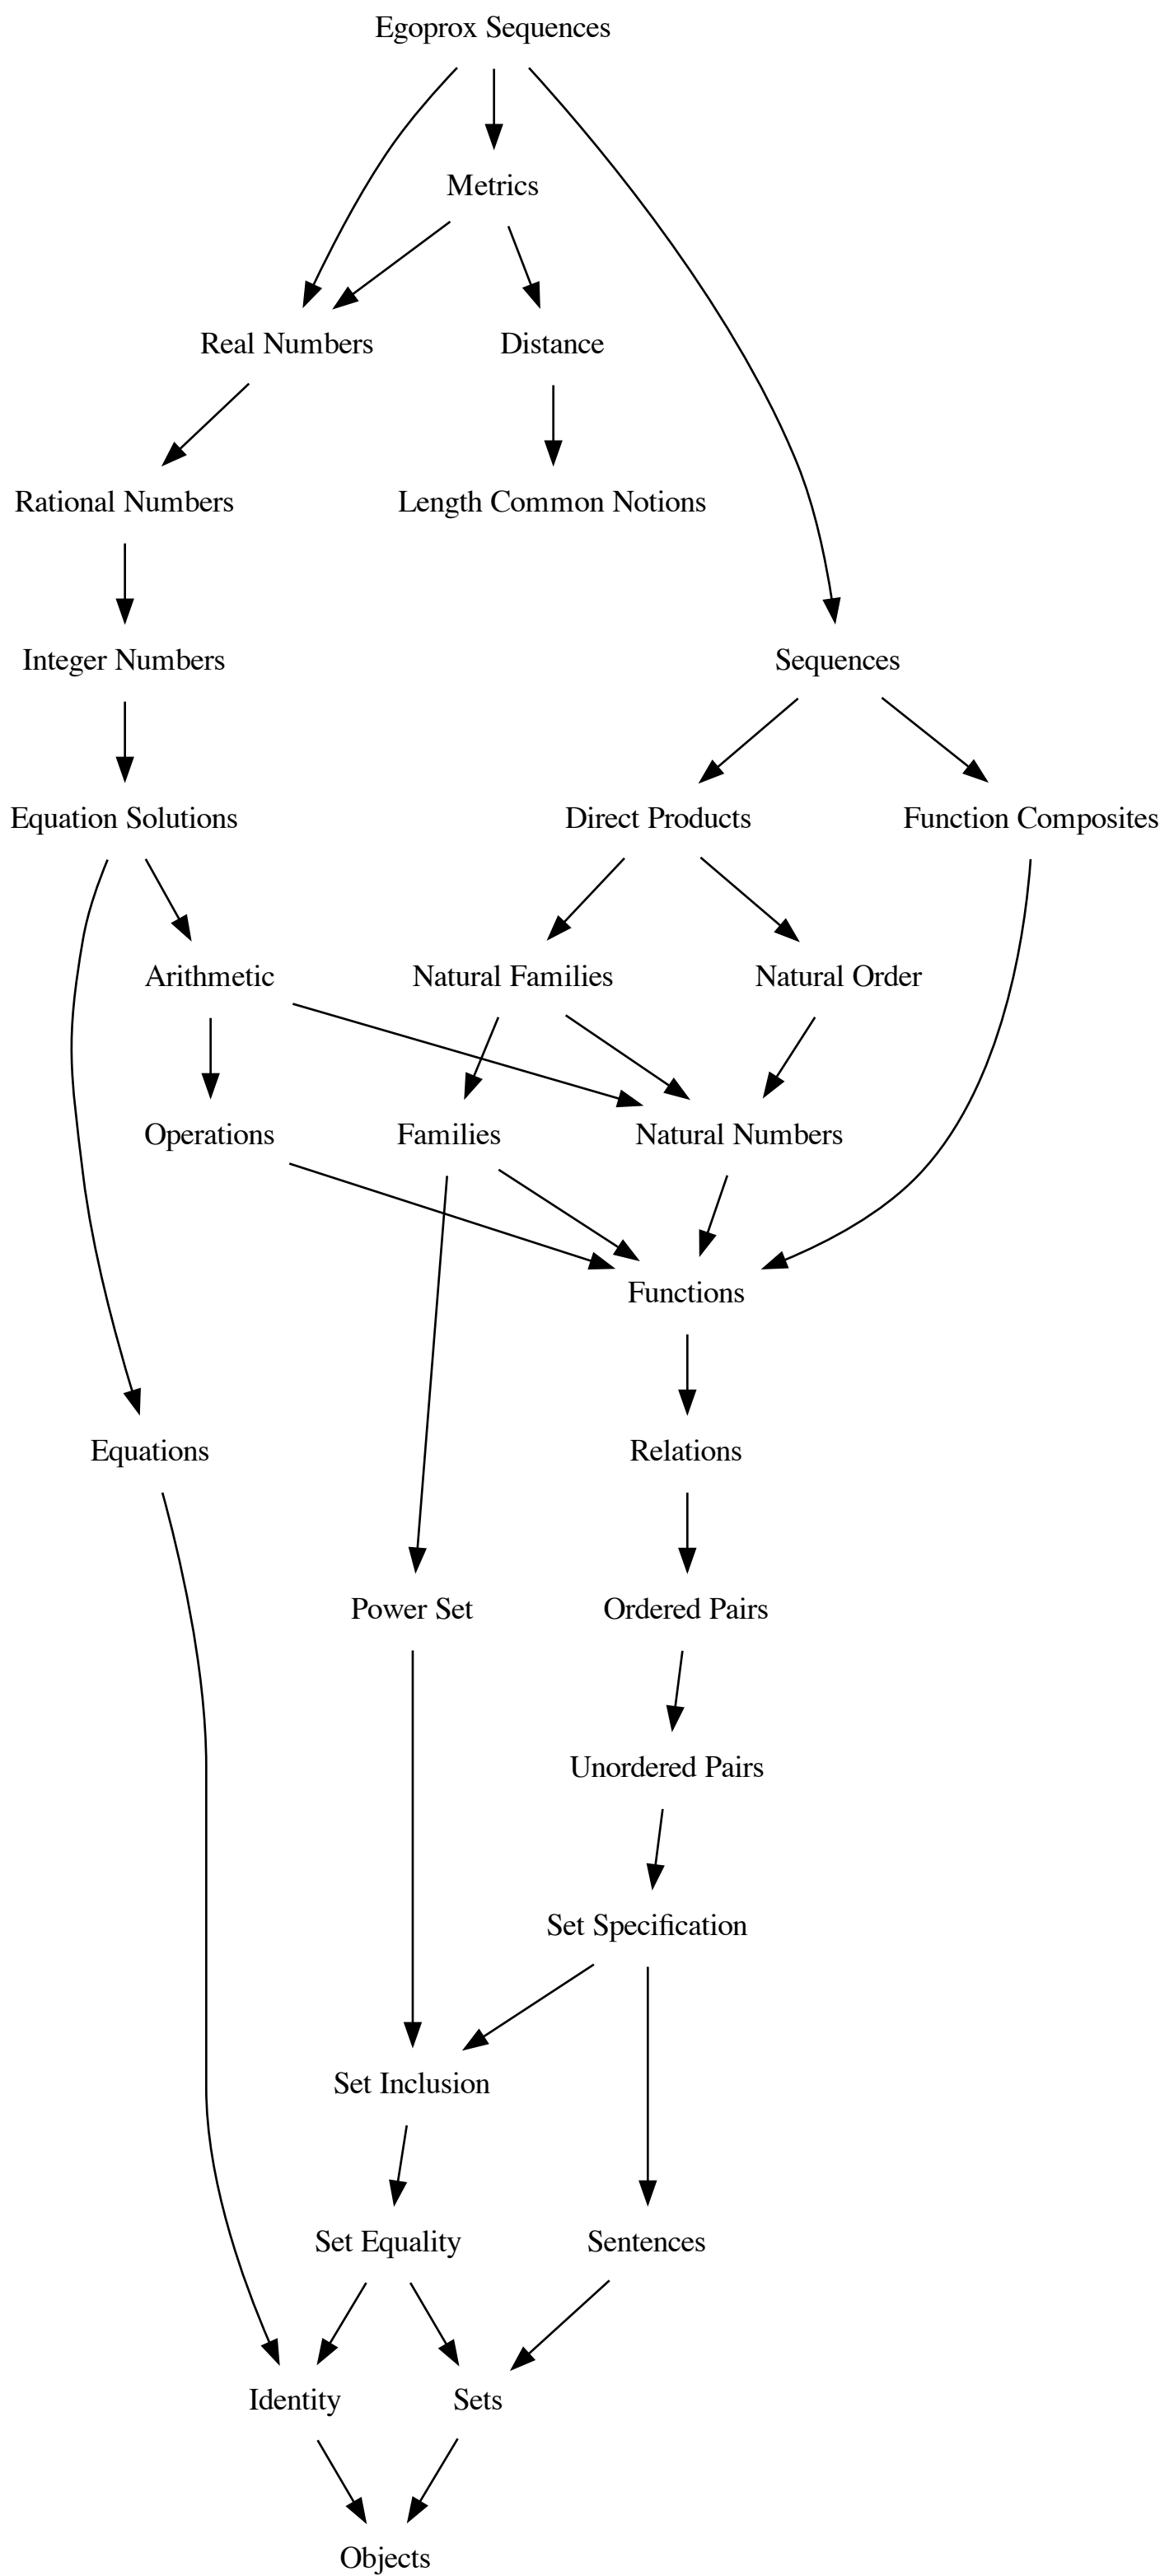 Egoprox Sequences
Metrics
Real Numbers
Distance
Rational Numbers
Length Common Notions
Integer Numbers
Sequences
Equation Solutions
Direct Products
Function Composites
Arithmetic
Natural Families
Natural Order
Operations
Families
Natural Numbers
Functions
Equations
Relations
Power Set
Ordered Pairs
Unordered Pairs
Set Specification
Set Inclusion
Set Equality
Sentences
Identity
Sets
Objects